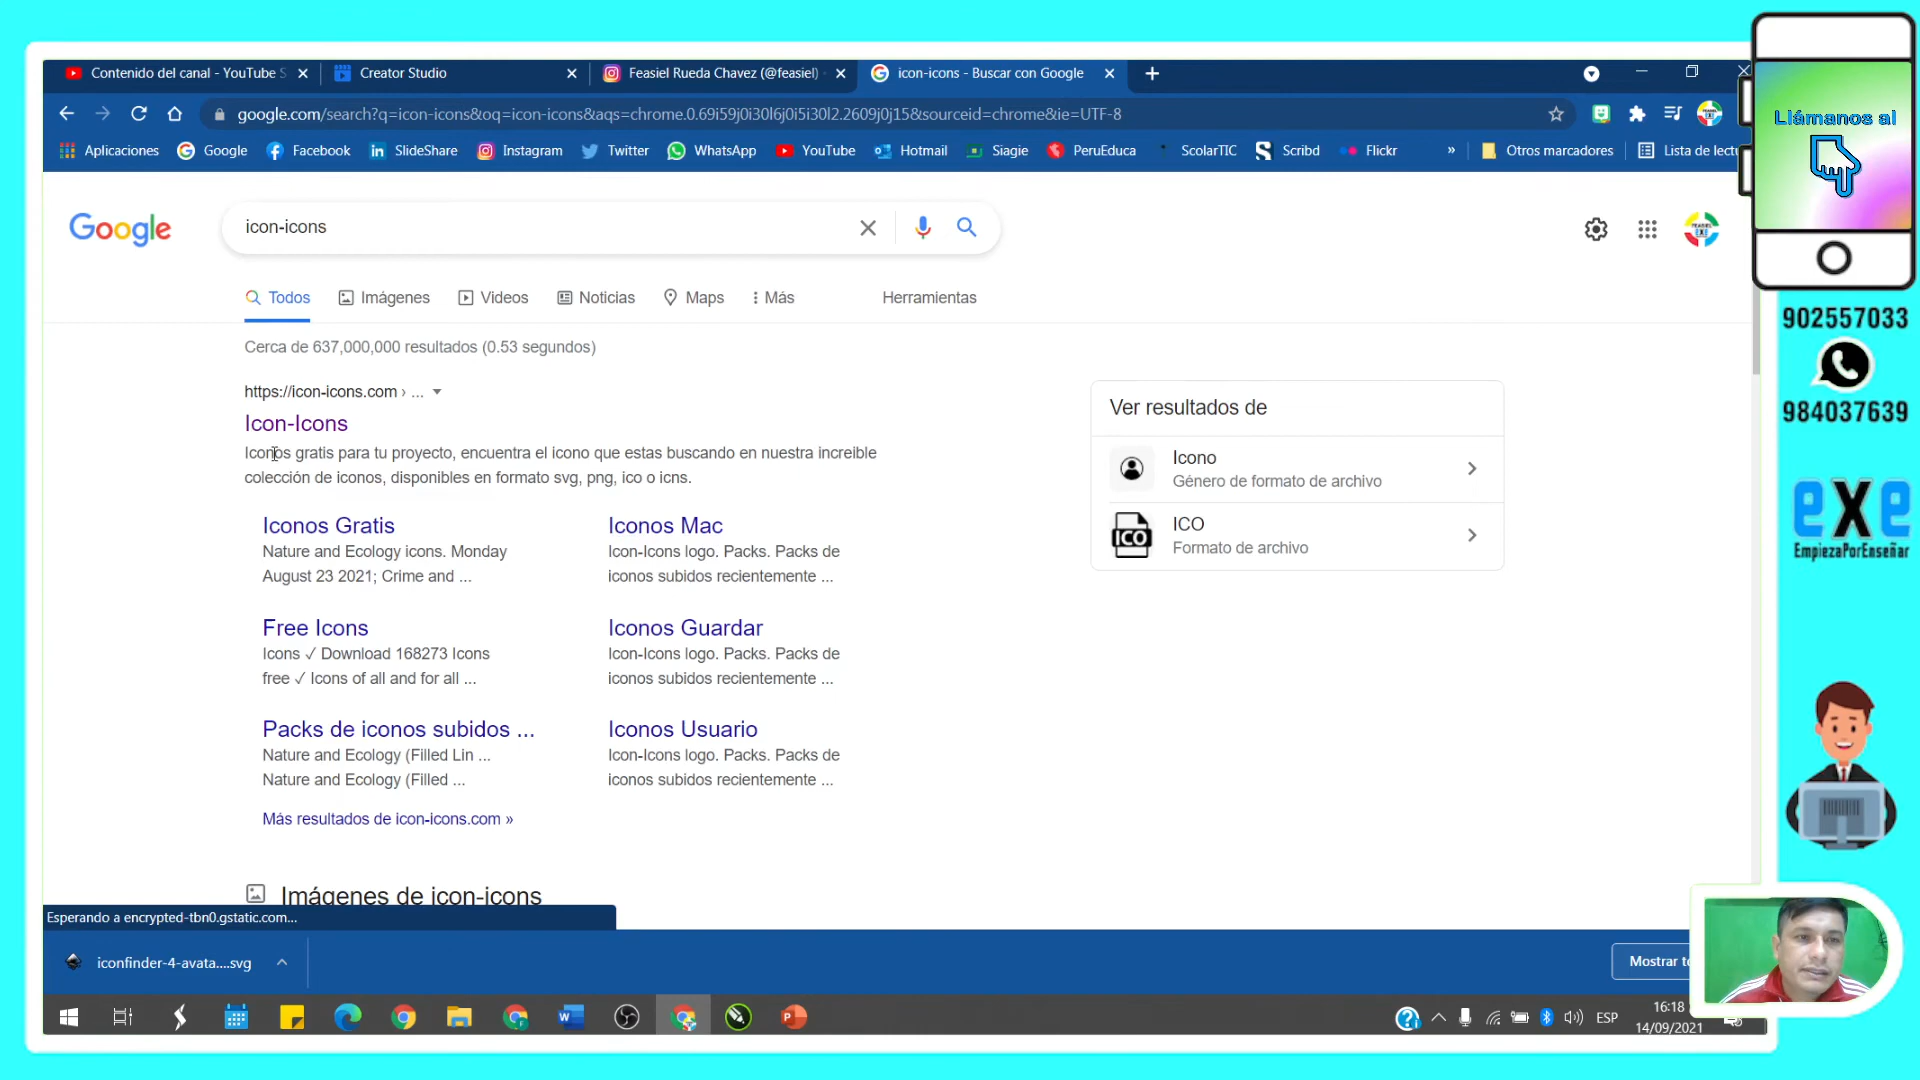 Contenido del canal - YouTube S
Creator Studio
Feasiel Rueda Chavez (@feasiel)
icon-icons - Buscar con Google
google.com/search?q=icon-icons&oq=icon-icons&aqs=chrome.0.69i59j0i30l6j0i5i30l2.2609j0j15&sourceid=chrome&ie=UTF-8
Aplicaciones Google Facebook SlideShare Instagram Twitter WhatsApp YouTube Hotmail Siagie PeruEduca ScolarTIC Scribd Flickr » Otros marcadores Lista de lectu
Google
icon-icons
Todos Imágenes Videos Noticias Maps Más Herramientas
Cerca de 637,000,000 resultados (0.53 segundos)
https://icon-icons.com › ...
Icon-Icons
Iconos gratis para tu proyecto, encuentra el icono que estas buscando en nuestra increible
colección de iconos, disponibles en formato svg, png, ico o icns.
Iconos Gratis
Nature and Ecology icons. Monday
August 23 2021; Crime and ...
Iconos Mac
Icon-Icons logo. Packs. Packs de
iconos subidos recientemente ...
Free Icons
Icons ✓ Download 168273 Icons
free ✓ Icons of all and for all ...
Iconos Guardar
Icon-Icons logo. Packs. Packs de
iconos subidos recientemente ...
Packs de iconos subidos ...
Nature and Ecology (Filled Lin ...
Nature and Ecology (Filled ...
Iconos Usuario
Icon-Icons logo. Packs. Packs de
iconos subidos recientemente ...
Más resultados de icon-icons.com »
Imágenes de icon-icons
Ver resultados de
Icono
Género de formato de archivo
ICO
ICO
Formato de archivo
Esperando a encrypted-tbn0.gstatic.com...
iconfinder-4-avata....svg
Mostrar to
ESP
16:18
14/09/2021
Llámanos al
902557033
984037639
eXe
EmpiezaPorEnseñar